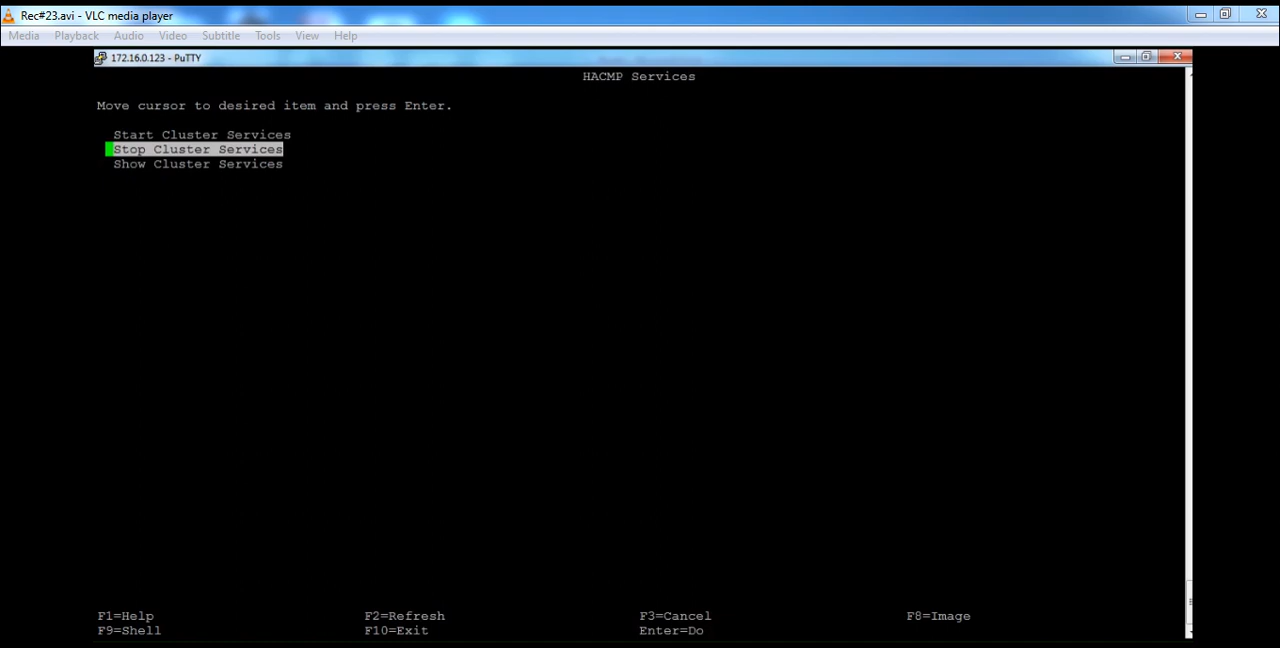 Rec#23.avi - VLC media player
Media Playback Audio Video Subtitle Tools View Help
172.16.0.123 - PuTTY
HACMP Services
Move cursor to desired item and press Enter.
Start Cluster Services
Stop Cluster Services
Show Cluster Services
F1=Help F2=Refresh F3=Cancel F8=Image
F9=Shell F10=Exit Enter=Do